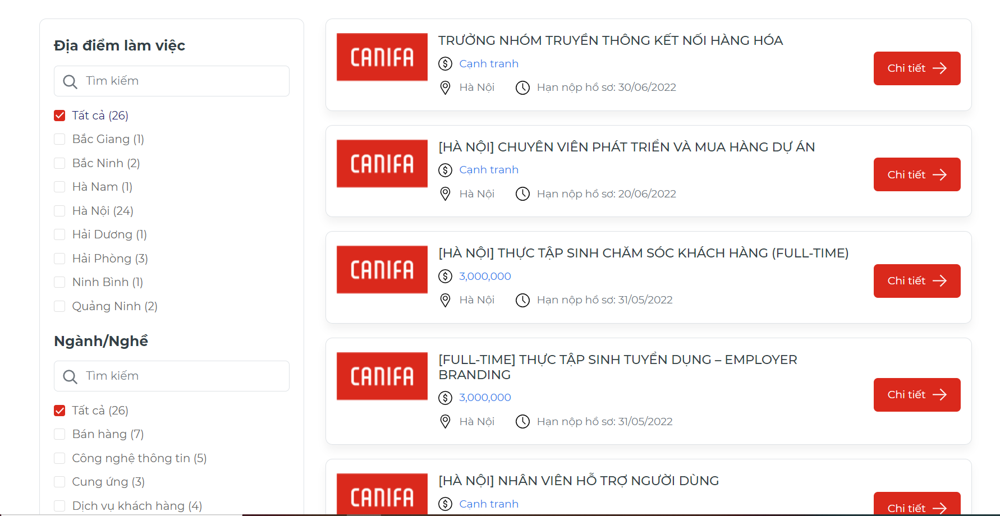 Địa điểm làm việc
Tìm kiếm
Tất cả (26)
Bắc Giang (1)
Bắc Ninh (2)
Hà Nam (1)
Hà Nội (24)
Hải Dương (1)
Hải Phòng (3)
Ninh Bình (1)
Quảng Ninh (2)
Ngành/Nghề
Tìm kiếm
Tất cả (26)
Bán hàng (7)
Công nghệ thông tin (5)
Cung ứng (3)
Dịch vụ khách hàng (4)
CANIFA
TRƯỞNG NHÓM TRUYỀN THÔNG KẾT NỐI HÀNG HÓA
Cạnh tranh
Hà Nội Hạn nộp hồ sơ: 30/06/2022
Chi tiết
CANIFA
[HÀ NỘI] CHUYÊN VIÊN PHÁT TRIỂN VÀ MUA HÀNG DỰ ÁN
Cạnh tranh
Hà Nội Hạn nộp hồ sơ: 20/06/2022
Chi tiết
CANIFA
[HÀ NỘI] THỰC TẬP SINH CHĂM SÓC KHÁCH HÀNG (FULL-TIME)
3,000,000
Hà Nội Hạn nộp hồ sơ: 31/05/2022
Chi tiết
CANIFA
[FULL-TIME] THỰC TẬP SINH TUYỂN DỤNG – EMPLOYER
BRANDING
3,000,000
Hà Nội Hạn nộp hồ sơ: 31/05/2022
Chi tiết
CANIFA
[HÀ NỘI] NHÂN VIÊN HỖ TRỢ NGƯỜI DÙNG
Cạnh tranh
Chi tiết